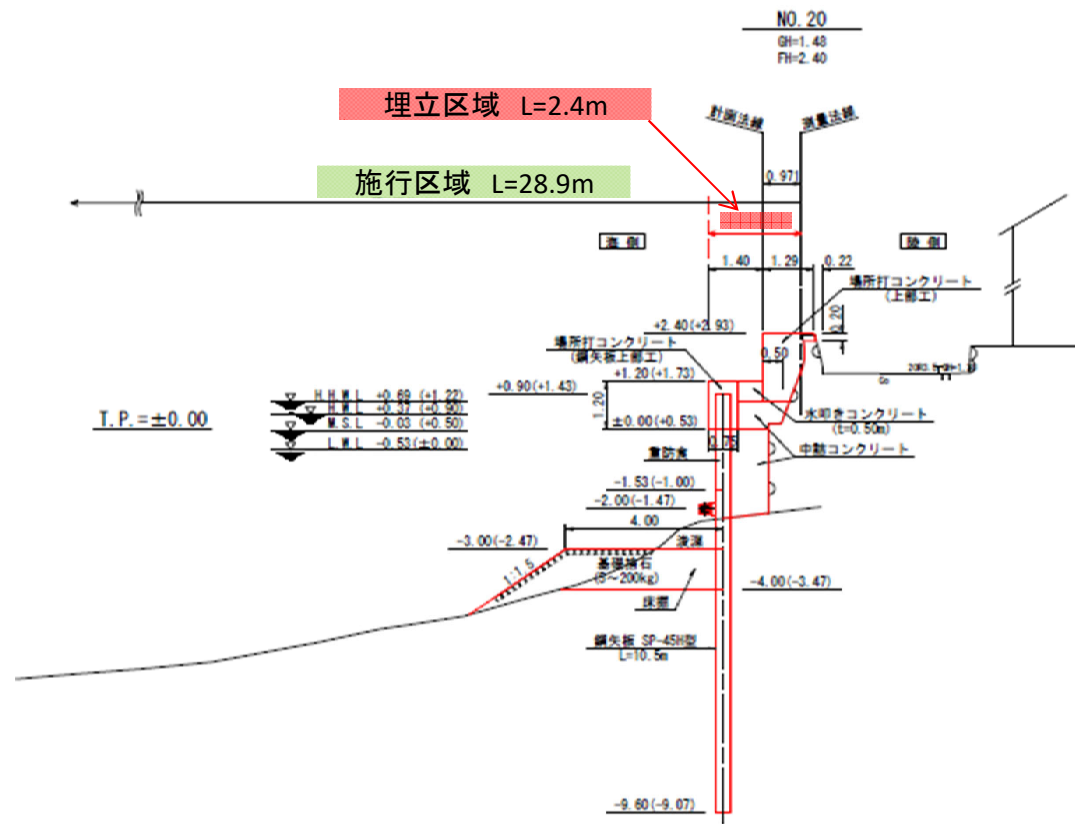 NO. 20
GH=1.48
FH=2.40
埋立区域 L=2.4m
計画法線
測量法線
0.971
施行区域 L=28.9m
海 側
陸 側
1.40
1.29
0.22
場所打コンクリート
(上部工)
0.20
+2.40(+2.93)
場所打コンクリート
(鋼矢板上部工)
0.50
+1.20(+1.73)
+0.90(+1.43)
1.20
H.H.W.L +0.69 (+1.22)
H.W.L +0.37 (+0.90)
M.S.L -0.03 (+0.50)
L.W.L -0.53(±0.00)
T.P.=±0.00
±0.00(+0.53)
水叩きコンクリート
(t=0.50m)
0.75
中詰コンクリート
重防食
-1.53(-1.00)
-2.00(-1.47)
4.00
-3.00(-2.47)
浚渫
1:1.5
基礎捨石
(5～200kg)
-4.00(-3.47)
床掘
鋼矢板 SP-45H型
L=10.5m
-9.60(-9.07)